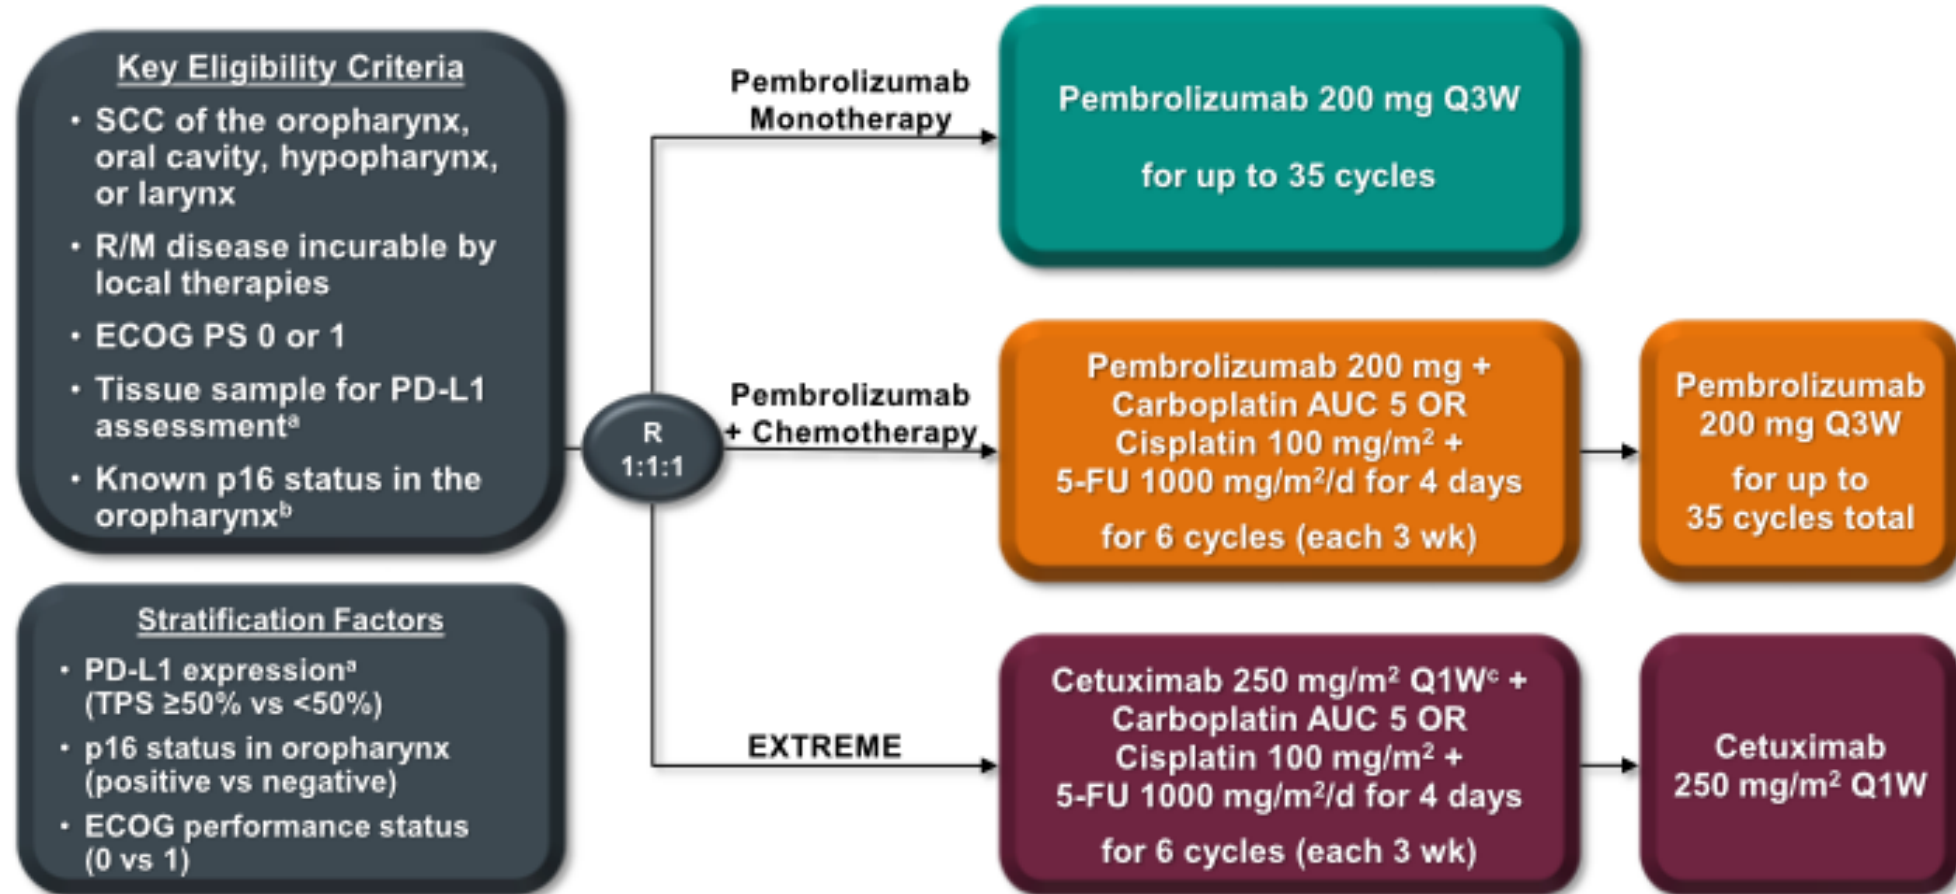 Key Eligibility Criteria
• SCC of the oropharynx,
oral cavity, hypopharynx,
or larynx
• R/M disease incurable by
local therapies
• ECOG PS 0 or 1
• Tissue sample for PD-L1
assessmentᵃ
• Known p16 status in the
oropharynxᵇ
Stratification Factors
• PD-L1 expressionᵃ
(TPS ≥50% vs <50%)
• p16 status in oropharynx
(positive vs negative)
• ECOG performance status
(0 vs 1)
R
1:1:1
Pembrolizumab
Monotherapy
Pembrolizumab 200 mg Q3W
for up to 35 cycles
Pembrolizumab
+ Chemotherapy
Pembrolizumab 200 mg +
Carboplatin AUC 5 OR
Cisplatin 100 mg/m² +
5-FU 1000 mg/m²/d for 4 days
for 6 cycles (each 3 wk)
Pembrolizumab
200 mg Q3W
for up to
35 cycles total
EXTREME
Cetuximab 250 mg/m² Q1Wᶜ +
Carboplatin AUC 5 OR
Cisplatin 100 mg/m² +
5-FU 1000 mg/m²/d for 4 days
for 6 cycles (each 3 wk)
Cetuximab
250 mg/m² Q1W